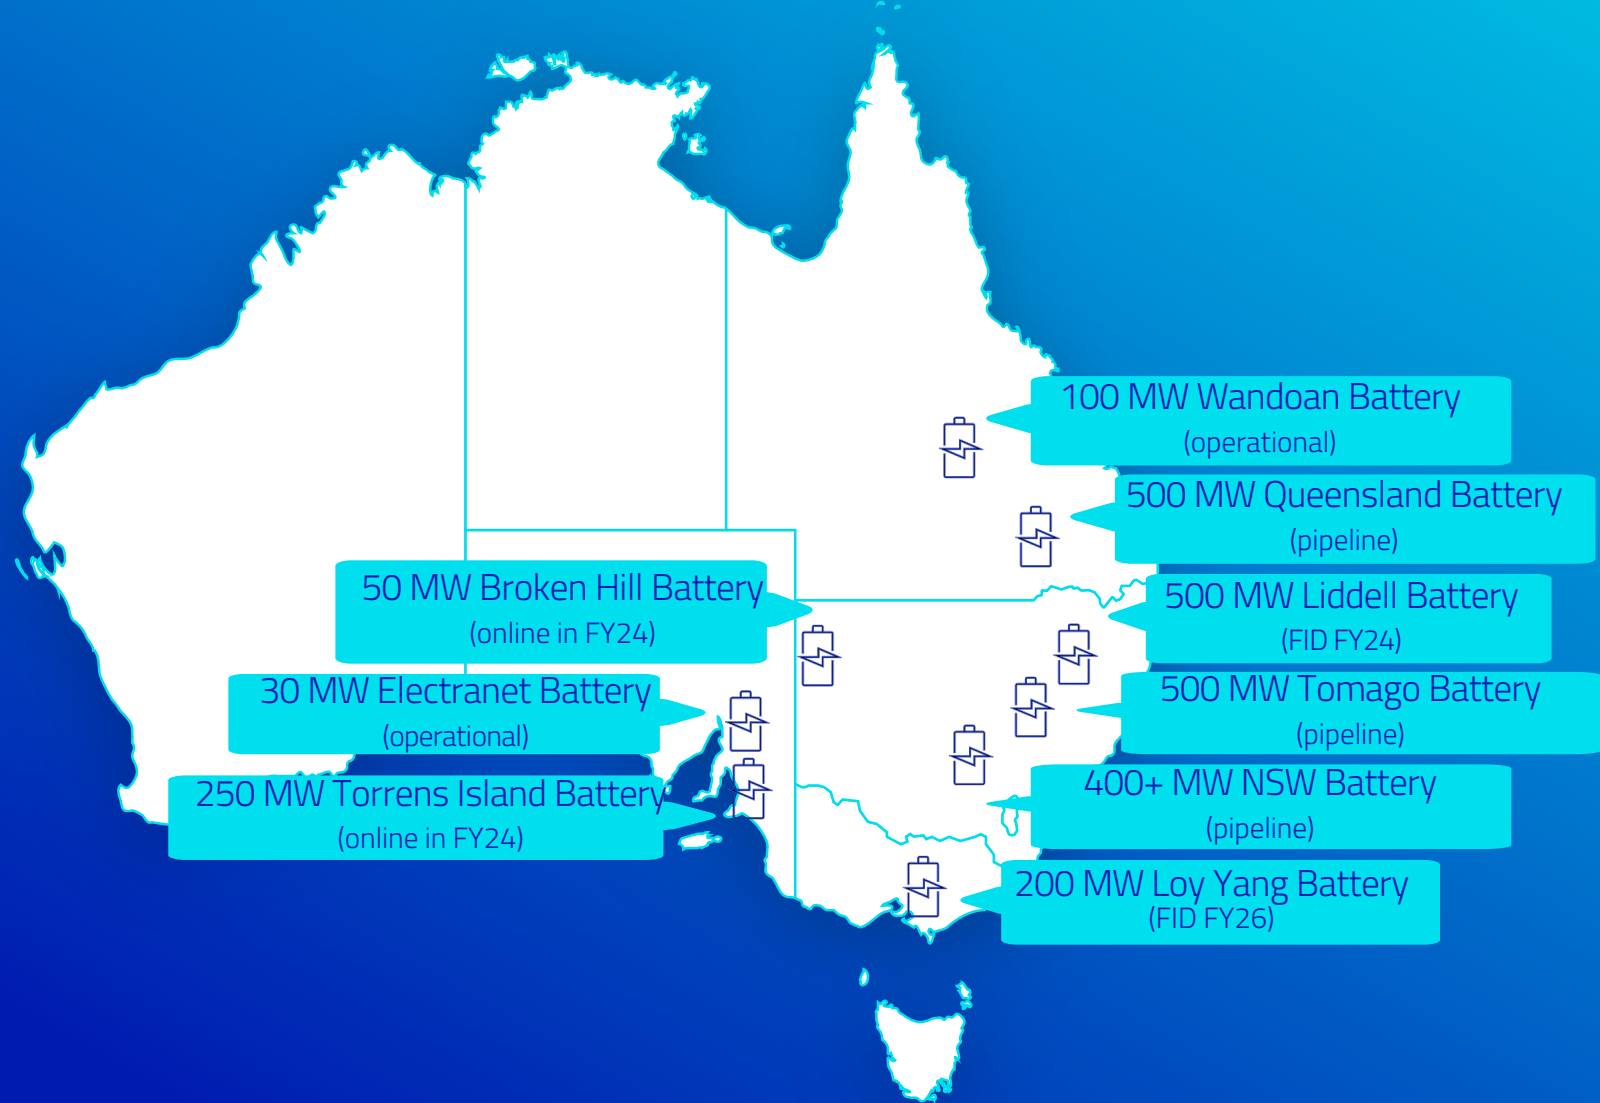 100 MW Wandoan Battery
(operational)
500 MW Queensland Battery
(pipeline)
50 MW Broken Hill Battery
(online in FY24)
500 MW Liddell Battery
(FID FY24)
30 MW Electranet Battery
(operational)
500 MW Tomago Battery
(pipeline)
250 MW Torrens Island Battery
(online in FY24)
400+ MW NSW Battery
(pipeline)
200 MW Loy Yang Battery
(FID FY26)